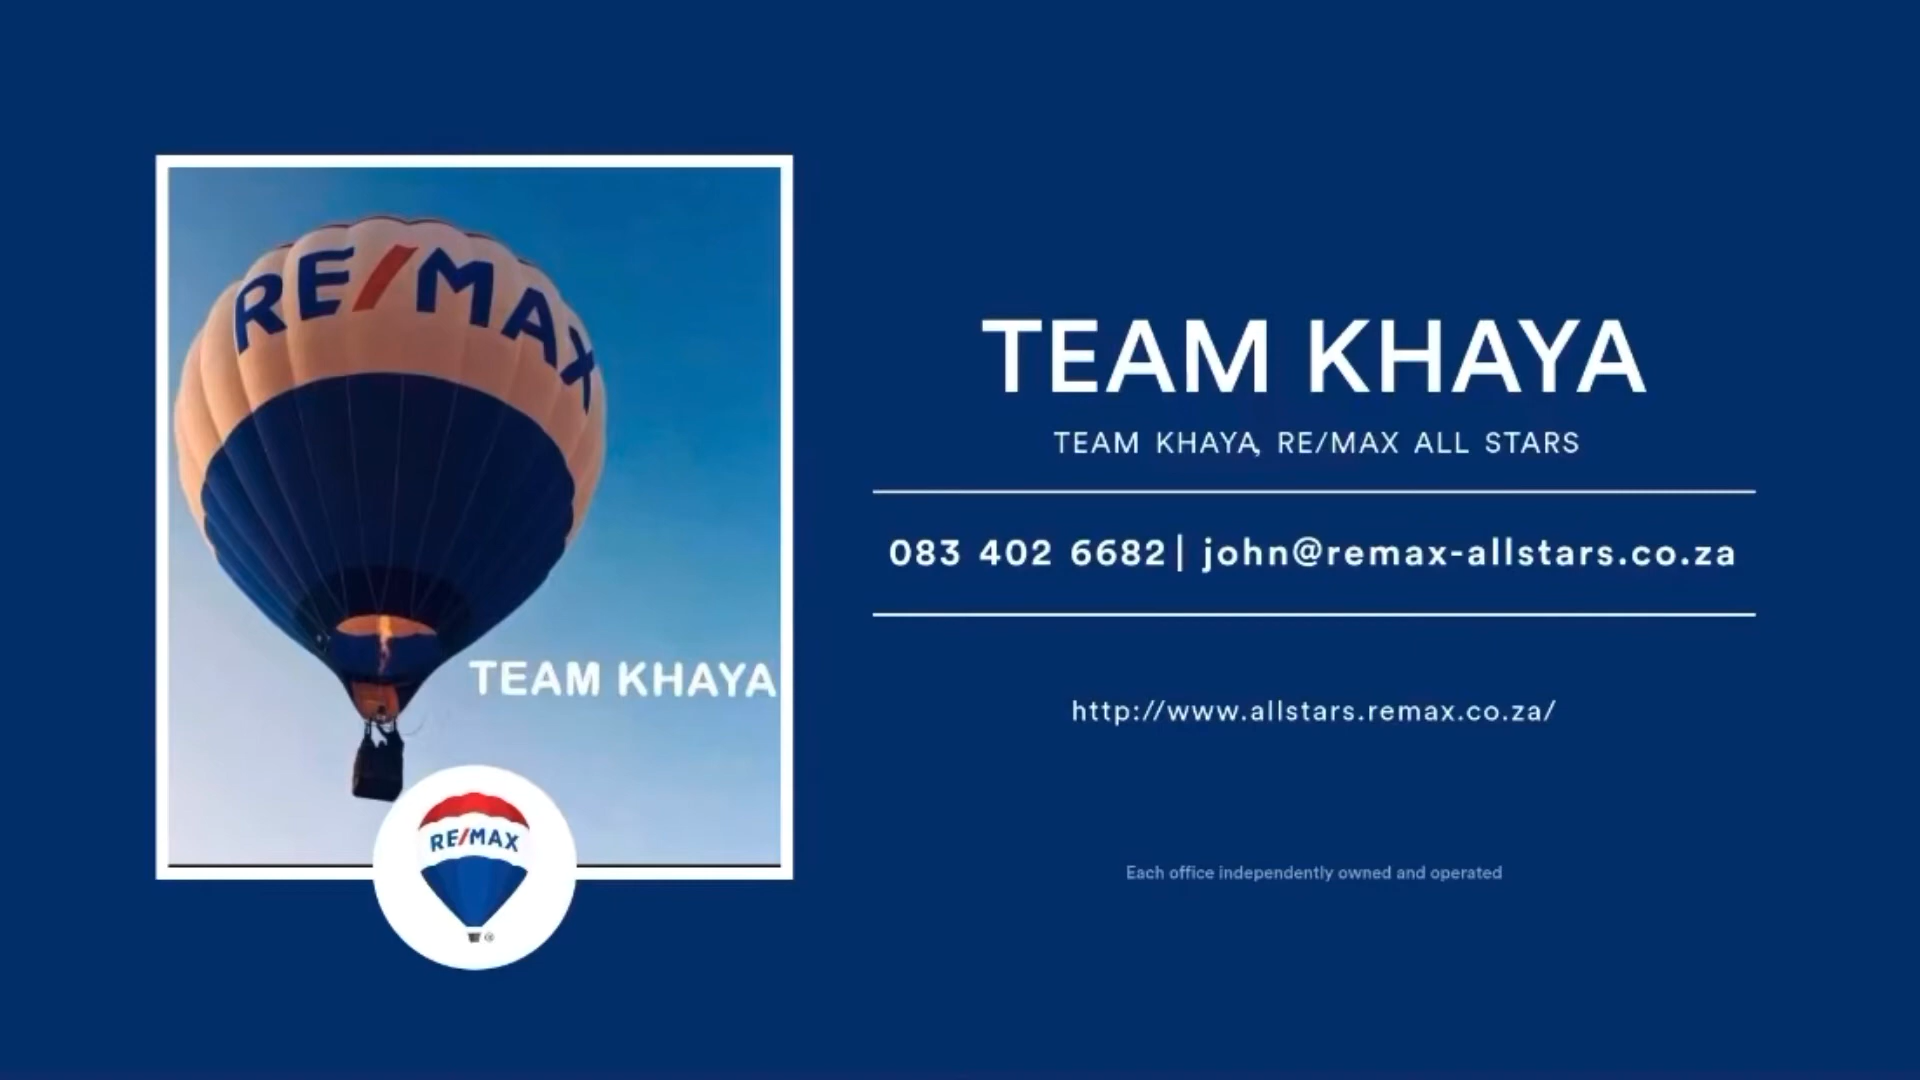 RE/MAX
TEAM KHAYA
RE/MAX
®
TEAM KHAYA
TEAM KHAYA, RE/MAX ALL STARS
083 402 6682| john@remax-allstars.co.za
http://www.allstars.remax.co.za/
Each office independently owned and operated